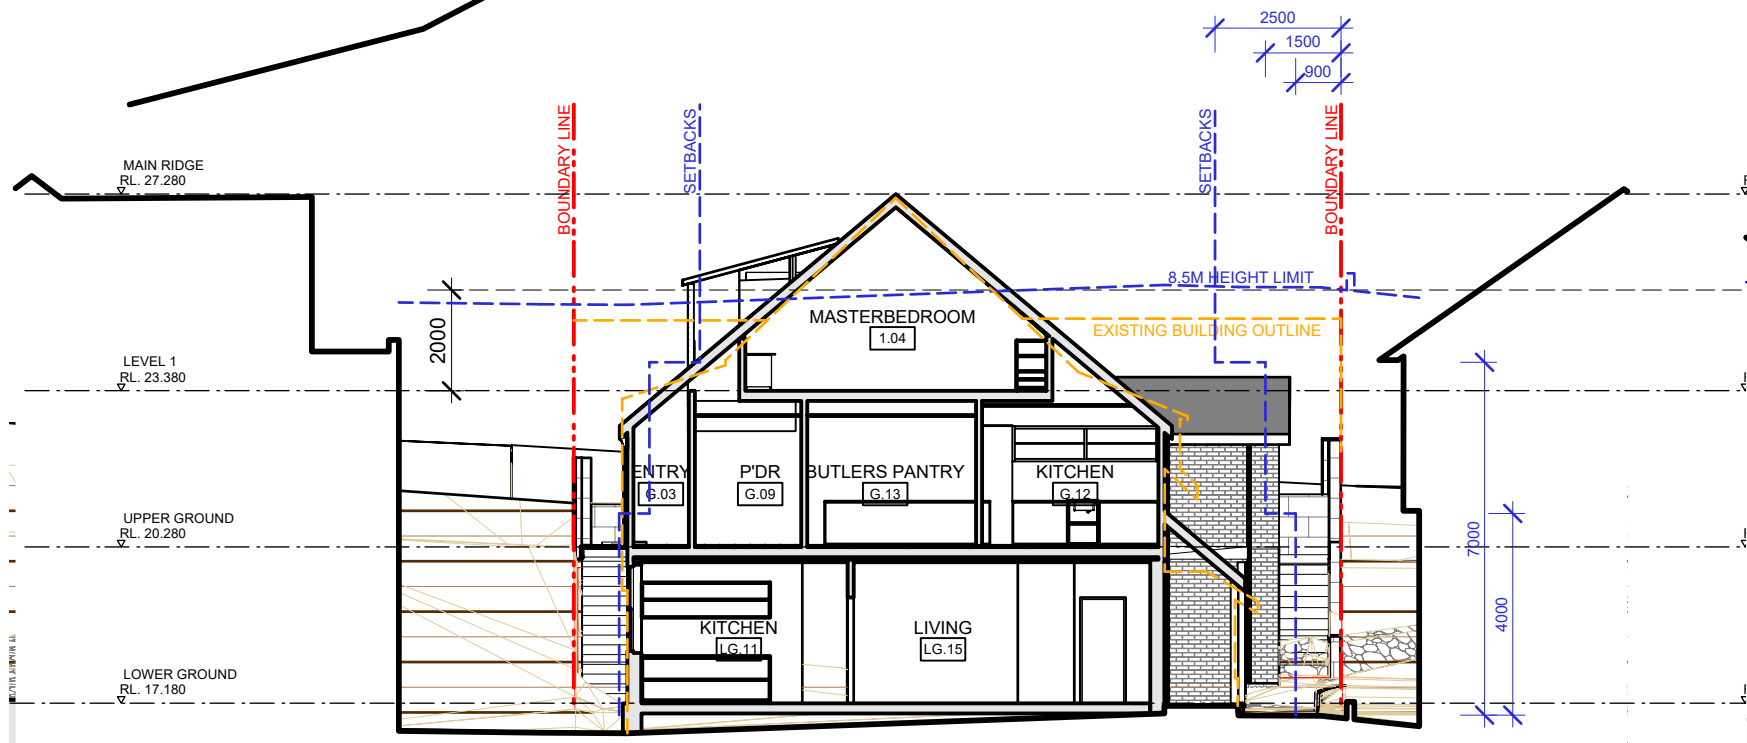 2500
1500
900
BOUNDARY LINE
SETBACKS
SETBACKS
BOUNDARY LINE
MAIN RIDGE
RL. 27.280
8.5M HEIGHT LIMIT
MASTERBEDROOM
1.04
EXISTING BUILDING OUTLINE
2000
LEVEL 1
RL. 23.380
ENTRY
G.03
P'DR
G.09
BUTLERS PANTRY
G.13
KITCHEN
G.12
UPPER GROUND
RL. 20.280
7000
4000
KITCHEN
LG.11
LIVING
LG.15
LOWER GROUND
RL. 17.180